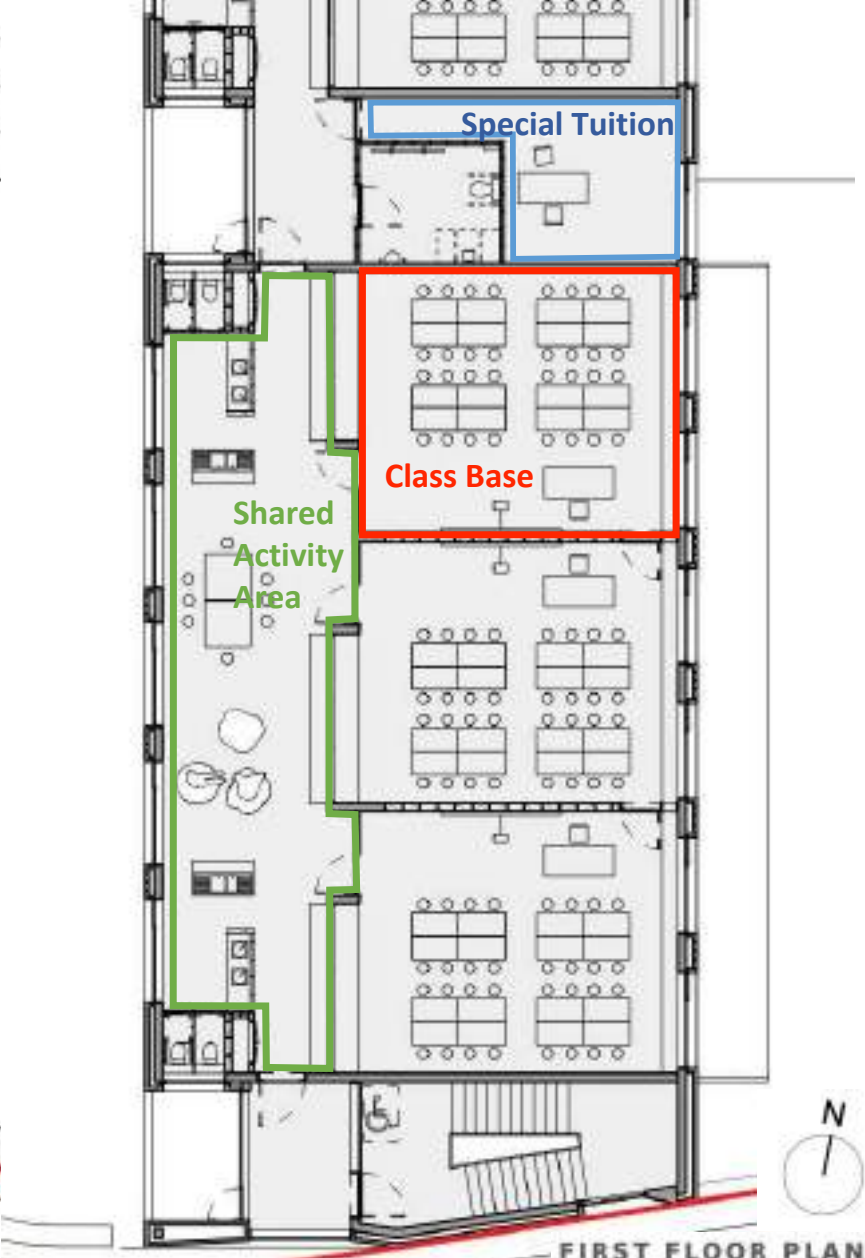 Special Tuition
Class Base
Shared
Activity
Area
N
FIRST FLOOR PLAN